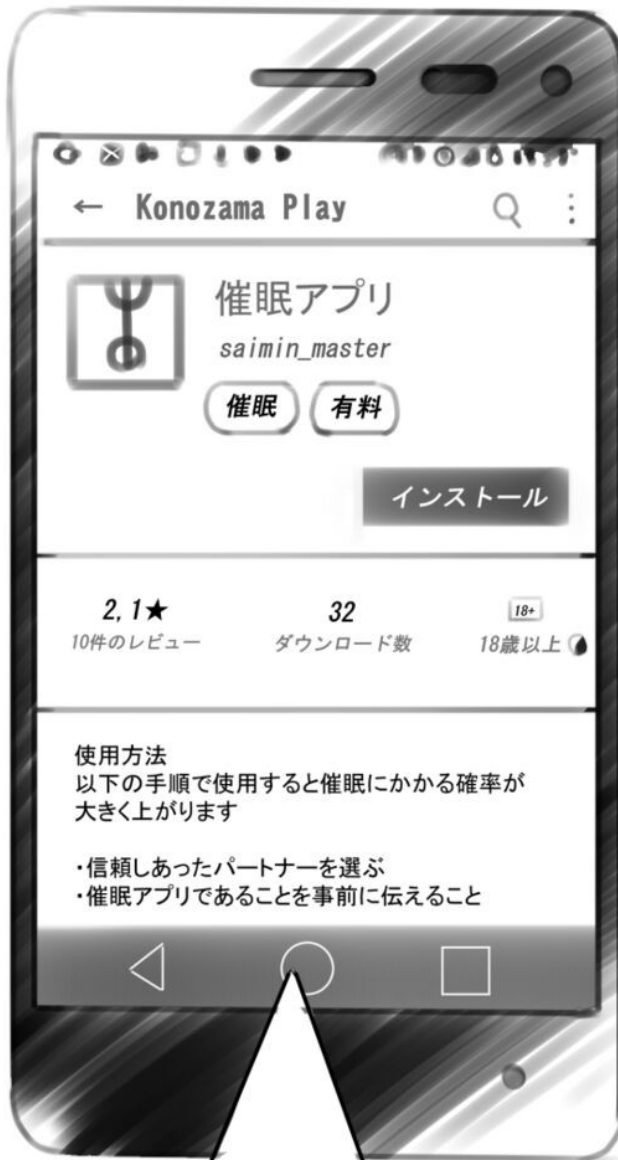 ← Konozama Play
催眠アプリ
saimin_master
催眠 有料
インストール
2,1★ 32 18+
10件のレビュー ダウンロード数 18歳以上
使用方法
以下の手順で使用すると催眠にかかる確率が
大きく上がります
・信頼しあったパートナーを選ぶ
・催眠アプリであることを事前に伝えること